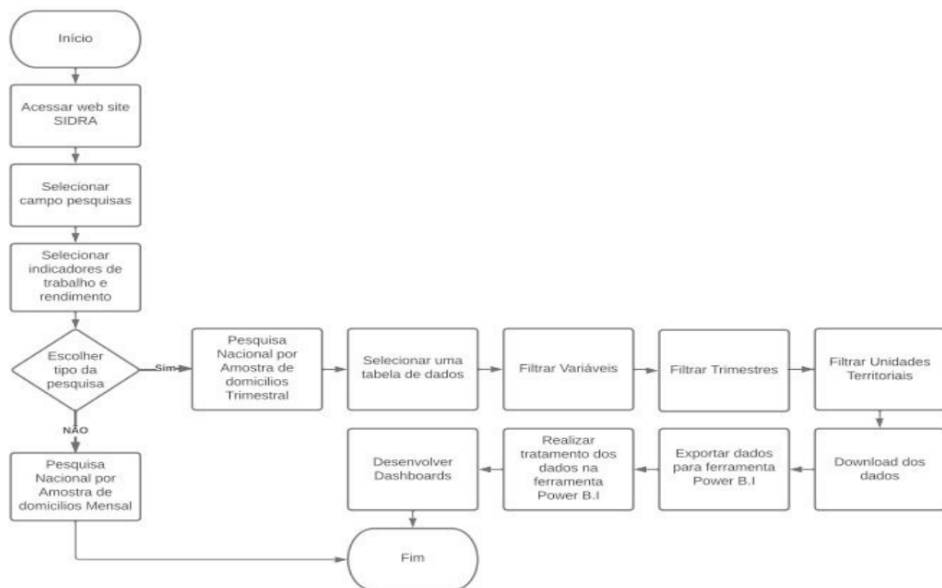 Início
Acessar web site
SIDRA
Selecionar
campo pesquisas
Selecionar
indicadores de
trabalho e
rendimento
Escolher
tipo da
pesquisa
Sim
Pesquisa
Nacional por
Amostra de
domicilios
Trimestral
Selecionar uma
tabela de dados
Filtrar Variáveis
Filtrar Trimestres
Filtrar Unidades
Territoriais
NÃO
Pesquisa
Nacional por
Amostra de
domicilios Mensal
Desenvolver
Dashboards
Realizar
tratamento dos
dados na
ferramenta
Power B.I
Exportar dados
para ferramenta
Power B.I
Download dos
dados
Fim